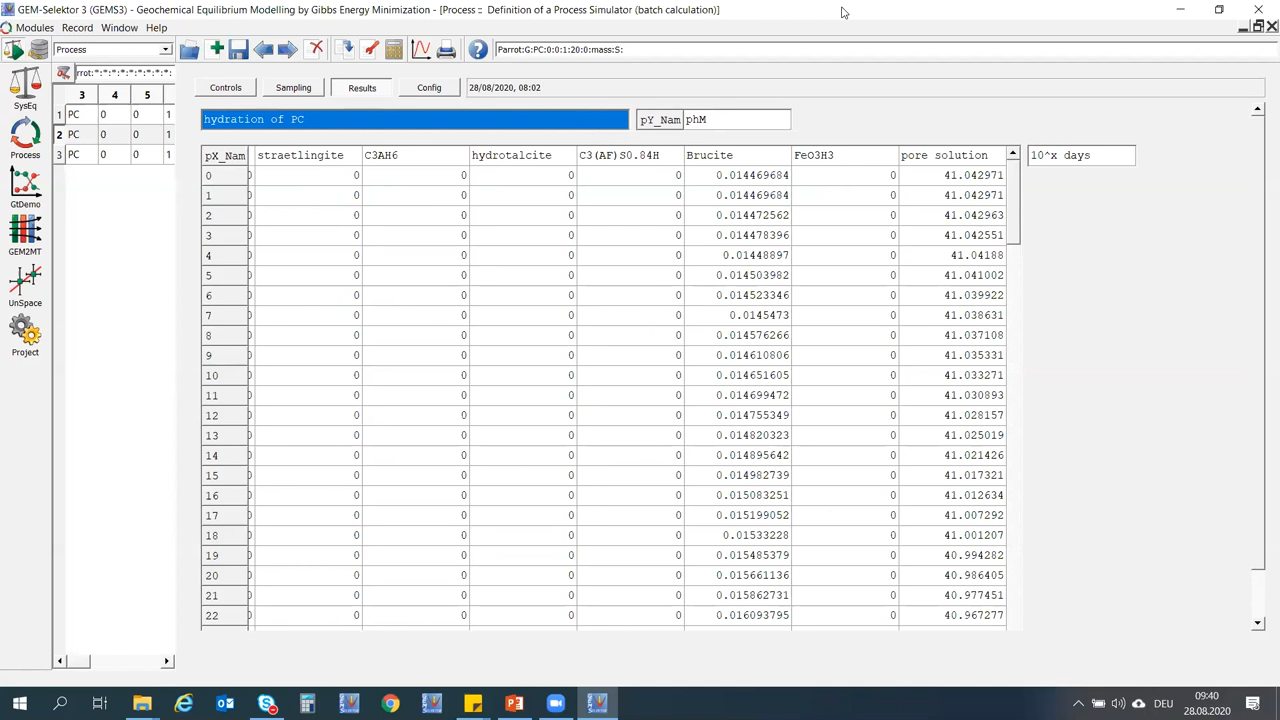 GEM-Selektor 3 (GEMS3) - Geochemical Equilibrium Modelling by Gibbs Energy Minimization - [Process :: Definition of a Process Simulator (batch calculation)]
Modules Record Window Help
Process
Parrot:G:PC:0:0:1:20:0:mass:S:
rrot:*:*:*:*:*:*:*:*:
Controls Sampling Results Config 28/08/2020, 08:02
3 4 5
1 PC 0 0 1
2 PC 0 0 1
3 PC 0 0 1
SysEq
Process
GtDemo
GEM2MT
UnSpace
Project
hydration of PC pY_Nam phM
pX_Nam straetlingite C3AH6 hydrotalcite C3(AF)S0.84H Brucite FeO3H3 pore solution 10^x days
0 0 0 0 0 0.014469684 0 41.042971
1 0 0 0 0 0.014469684 0 41.042971
2 0 0 0 0 0.014472562 0 41.042963
3 0 0 0 0 0.014478396 0 41.042551
4 0 0 0 0 0.01448897 0 41.04188
5 0 0 0 0 0.014503982 0 41.041002
6 0 0 0 0 0.014523346 0 41.039922
7 0 0 0 0 0.0145473 0 41.038631
8 0 0 0 0 0.014576266 0 41.037108
9 0 0 0 0 0.014610806 0 41.035331
10 0 0 0 0 0.014651605 0 41.033271
11 0 0 0 0 0.014699472 0 41.030893
12 0 0 0 0 0.014755349 0 41.028157
13 0 0 0 0 0.014820323 0 41.025019
14 0 0 0 0 0.014895642 0 41.021426
15 0 0 0 0 0.014982739 0 41.017321
16 0 0 0 0 0.015083251 0 41.012634
17 0 0 0 0 0.015199052 0 41.007292
18 0 0 0 0 0.01533228 0 41.001207
19 0 0 0 0 0.015485379 0 40.994282
20 0 0 0 0 0.015661136 0 40.986405
21 0 0 0 0 0.015862731 0 40.977451
22 0 0 0 0 0.016093795 0 40.967277
DEU
09:40
28.08.2020